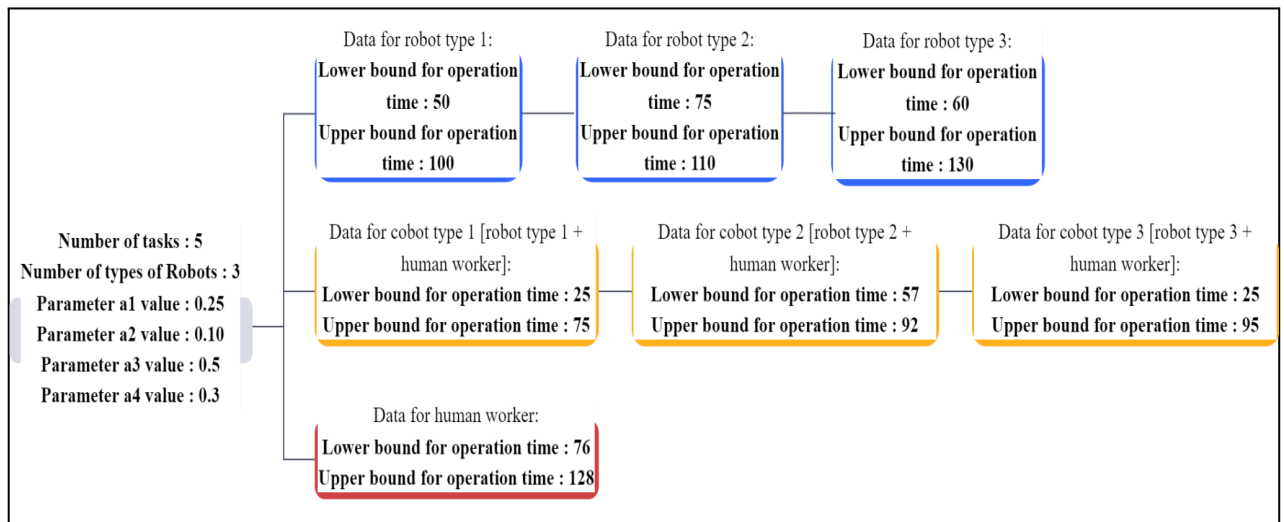 Number of tasks : 5
Number of types of Robots : 3
Parameter a1 value : 0.25
Parameter a2 value : 0.10
Parameter a3 value : 0.5
Parameter a4 value : 0.3
Data for robot type 1:
Lower bound for operation
time : 50
Upper bound for operation
time : 100
Data for robot type 2:
Lower bound for operation
time : 75
Upper bound for operation
time : 110
Data for robot type 3:
Lower bound for operation
time : 60
Upper bound for operation
time : 130
Data for cobot type 1 [robot type 1 +
human worker]:
Lower bound for operation time : 25
Upper bound for operation time : 75
Data for cobot type 2 [robot type 2 +
human worker]:
Lower bound for operation time : 57
Upper bound for operation time : 92
Data for cobot type 3 [robot type 3 +
human worker]:
Lower bound for operation time : 25
Upper bound for operation time : 95
Data for human worker:
Lower bound for operation time : 76
Upper bound for operation time : 128